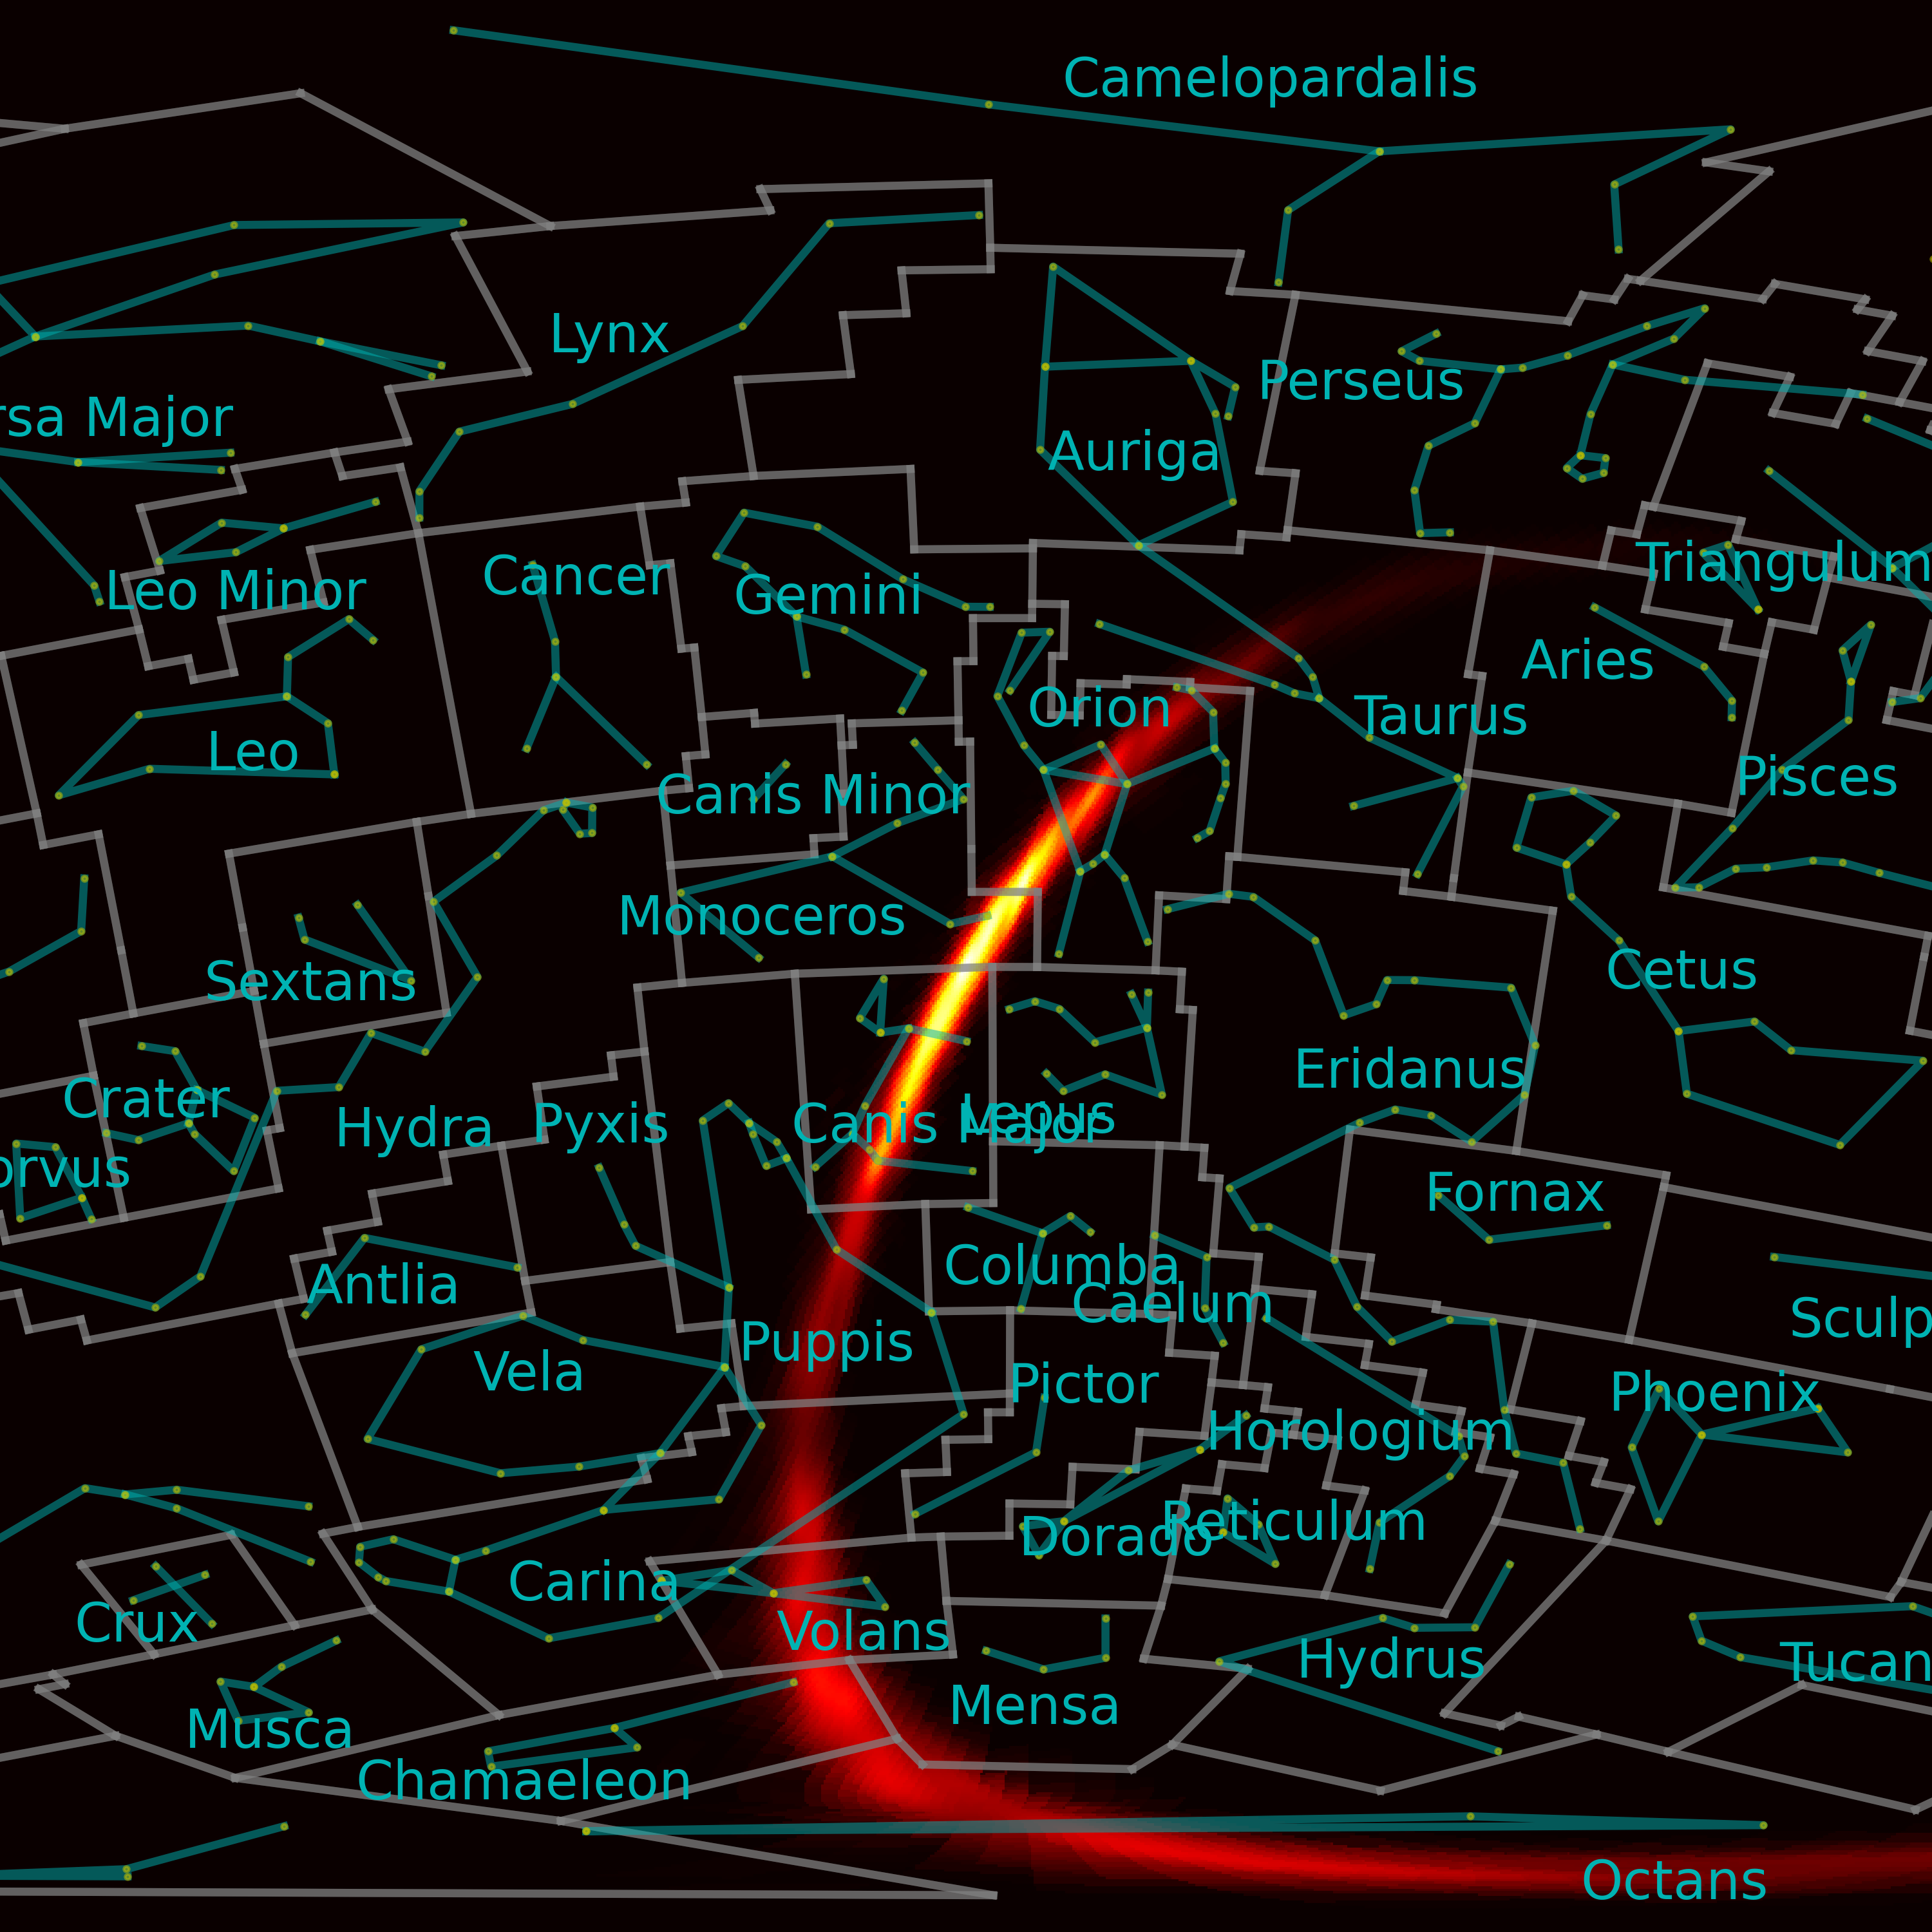 Camelopardalis
Lynx
Perseus
rsa Major
Auriga
Triangulum
Cancer
Leo Minor
Gemini
Aries
Orion
Taurus
Leo
Pisces
Canis Minor
Monoceros
Cetus
Sextans
Eridanus
Crater
Lepus
Canis Major
Pyxis
Hydra
orvus
Fornax
Columba
Antlia
Caelum
Sculp
Puppis
Vela
Pictor
Phoenix
Horologium
Reticulum
Dorado
Carina
Crux
Volans
Hydrus
Tucan
Mensa
Musca
Chamaeleon
Octans